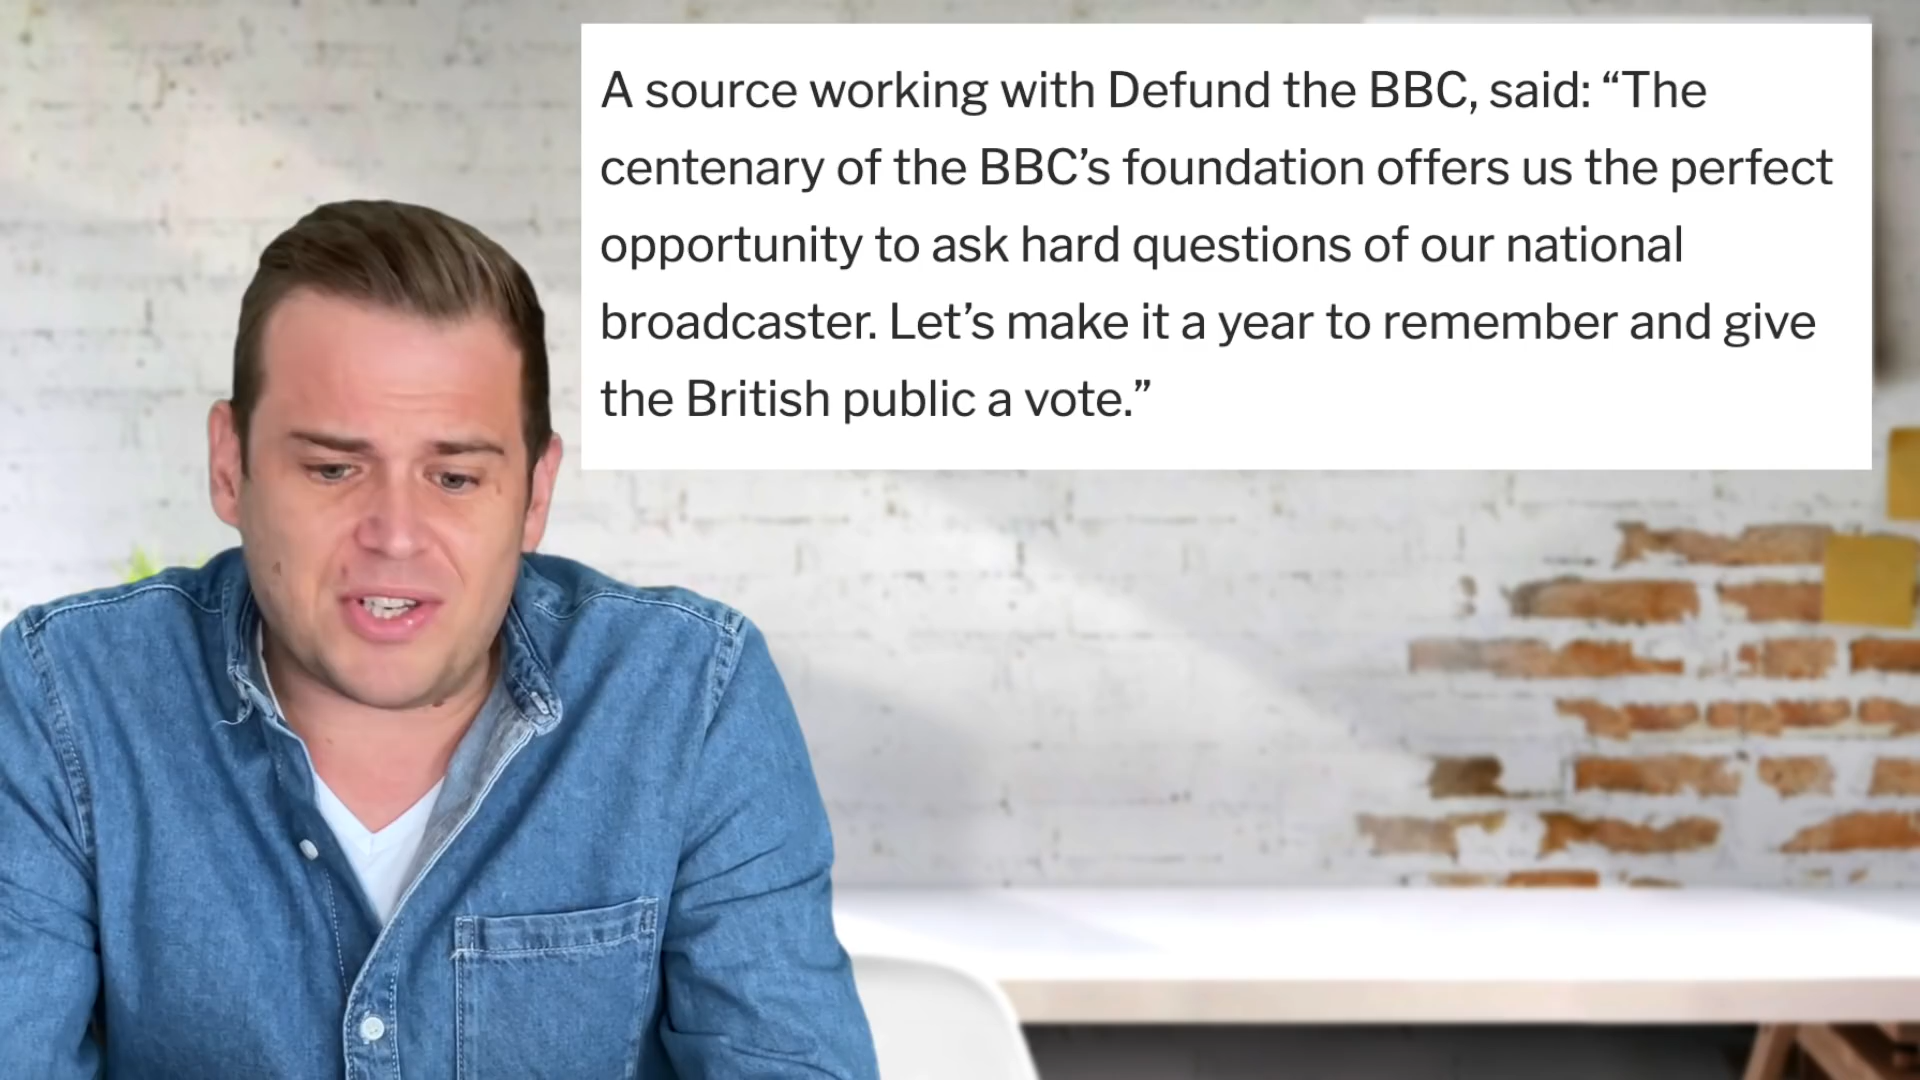 A source working with Defund the BBC, said: “The
centenary of the BBC’s foundation offers us the perfect
opportunity to ask hard questions of our national
broadcaster. Let’s make it a year to remember and give
the British public a vote.”